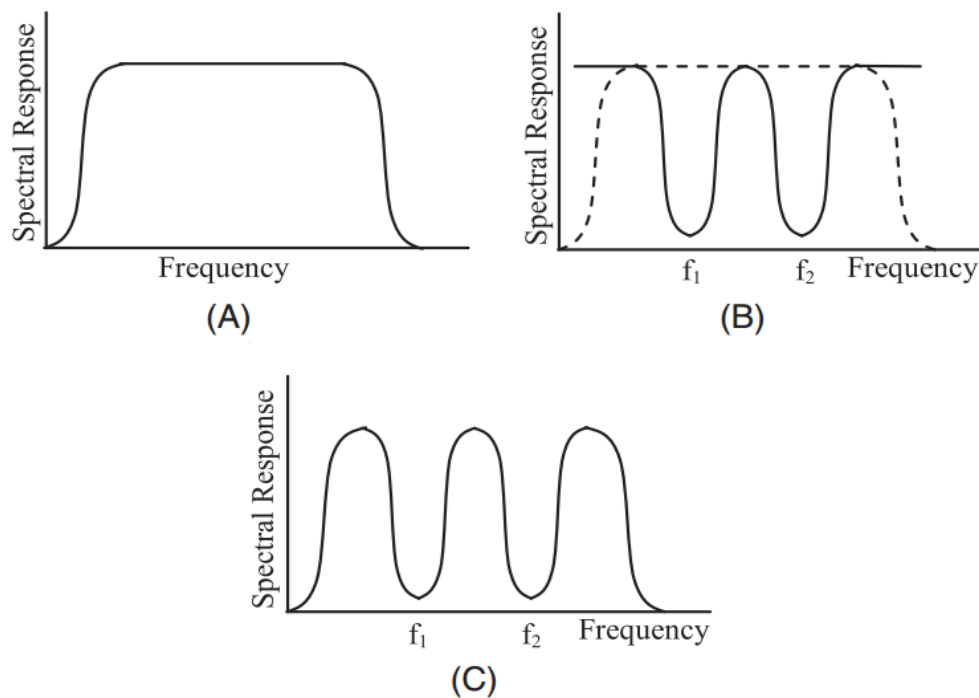 Spectral Response
Frequency
(A)
Spectral Response
f₁
f₂
Frequency
(B)
Spectral Response
f₁
f₂
Frequency
(C)